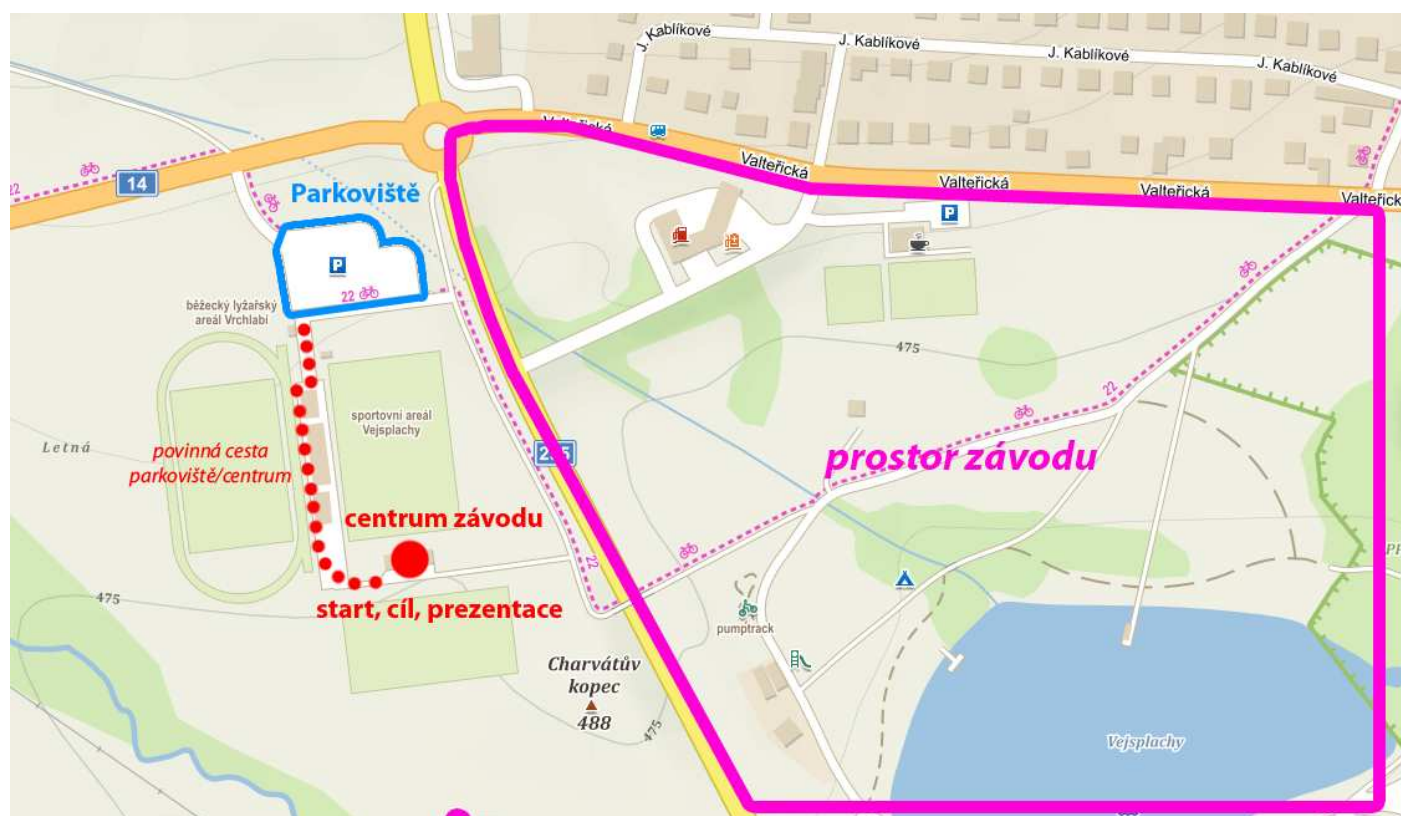 J. Kablíkové
J. Kablíkové
J. Kablíkové
J. Kablíkové
Valteřická
Valteřická
Valteřická
Valteřická
22
14
Parkoviště
P
P
22
běžecký lyžařský
areál Vrchlabí
475
22
sportovní areál
Vejsplachy
Letná
povinná cesta
parkoviště/centrum
prostor závodu
centrum závodu
22
475
start, cíl, prezentace
pumptrack
Charvátův
kopec
488
475
Vejsplachy